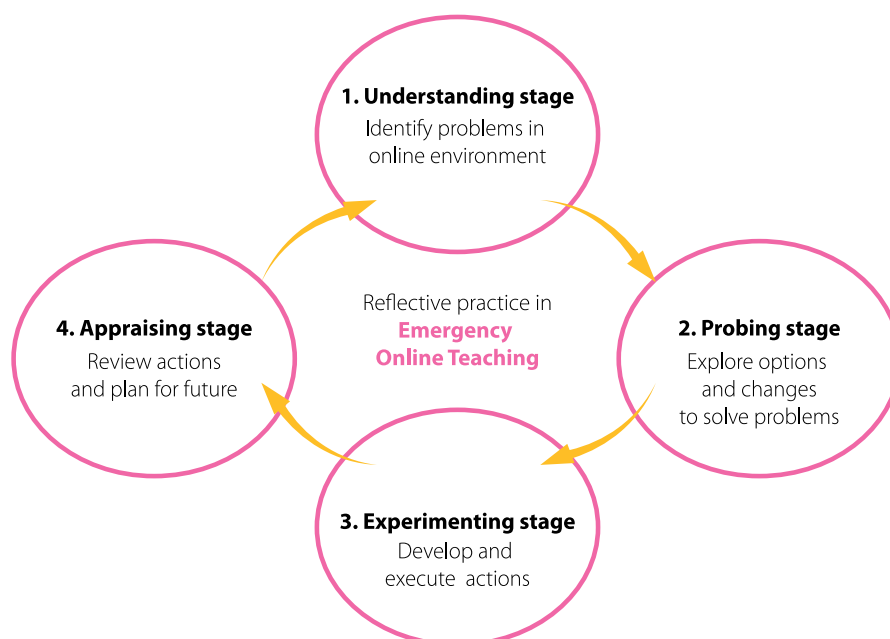 1. Understanding stage
Identify problems in
online environment
Reflective practice in
Emergency
Online Teaching
4. Appraising stage
Review actions
and plan for future
2. Probing stage
Explore options
and changes
to solve problems
3. Experimenting stage
Develop and
execute actions